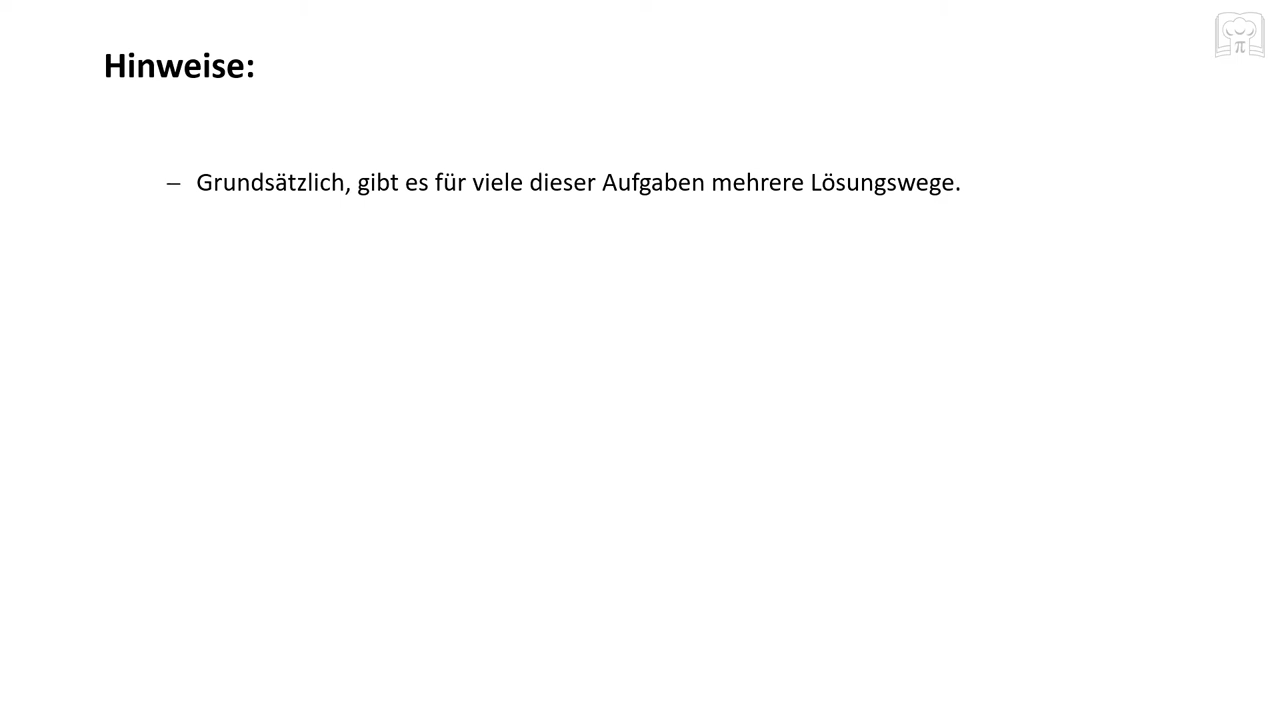 Hinweise:
– Grundsätzlich, gibt es für viele dieser Aufgaben mehrere Lösungswege.
π